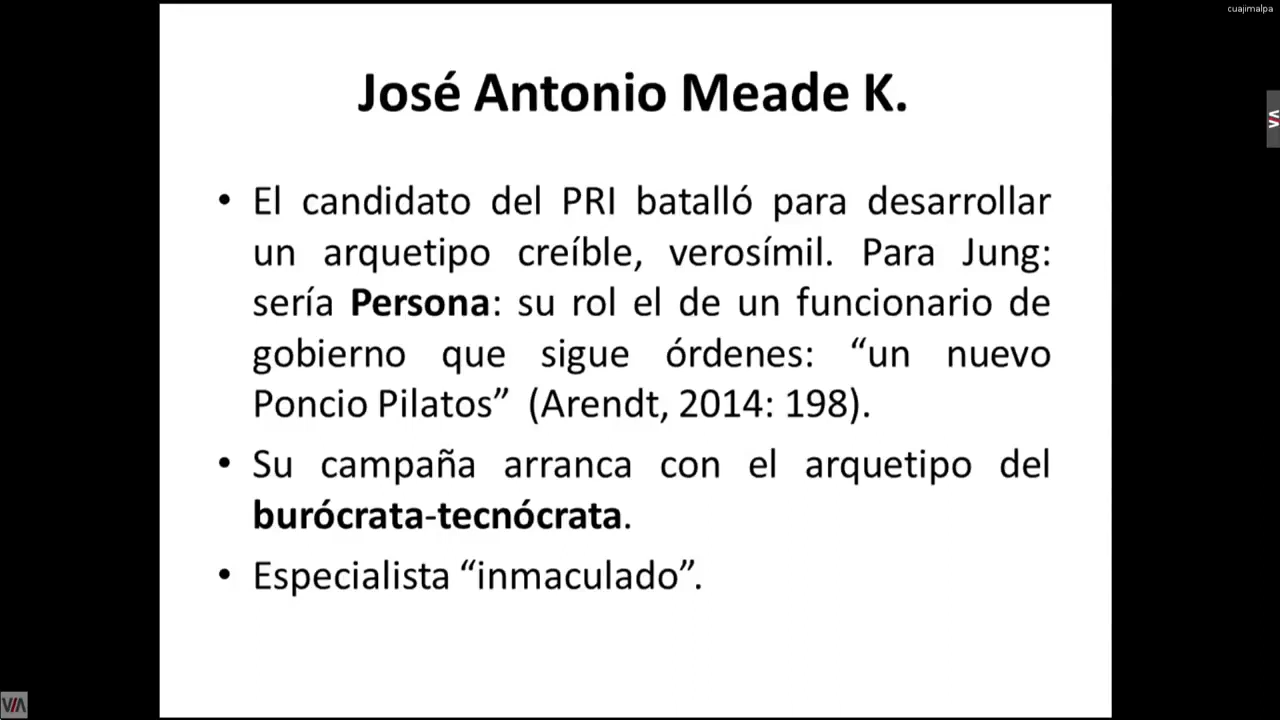 cuajimalpa
José Antonio Meade K.
• El candidato del PRI batalló para desarrollar
un arquetipo creíble, verosímil. Para Jung:
sería Persona: su rol el de un funcionario de
gobierno que sigue órdenes: “un nuevo
Poncio Pilatos” (Arendt, 2014: 198).
• Su campaña arranca con el arquetipo del
burócrata-tecnócrata.
• Especialista “inmaculado”.
VIA